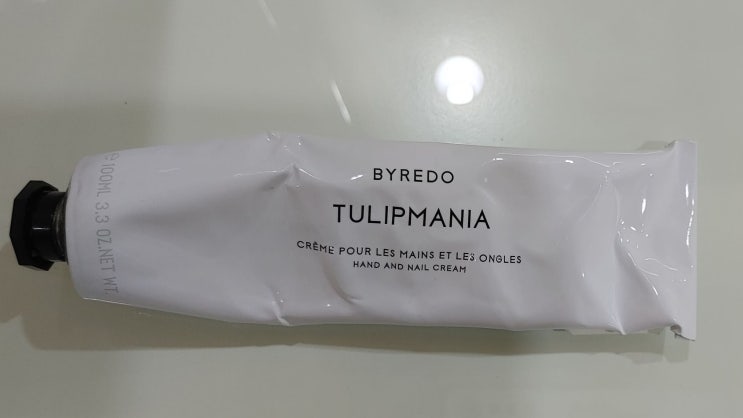 BYREDO
TULIPMANIA
CRÈME POUR LES MAINS ET LES ONGLES
HAND AND NAIL CREAM
100ML 3.3 OZ.NET WT.